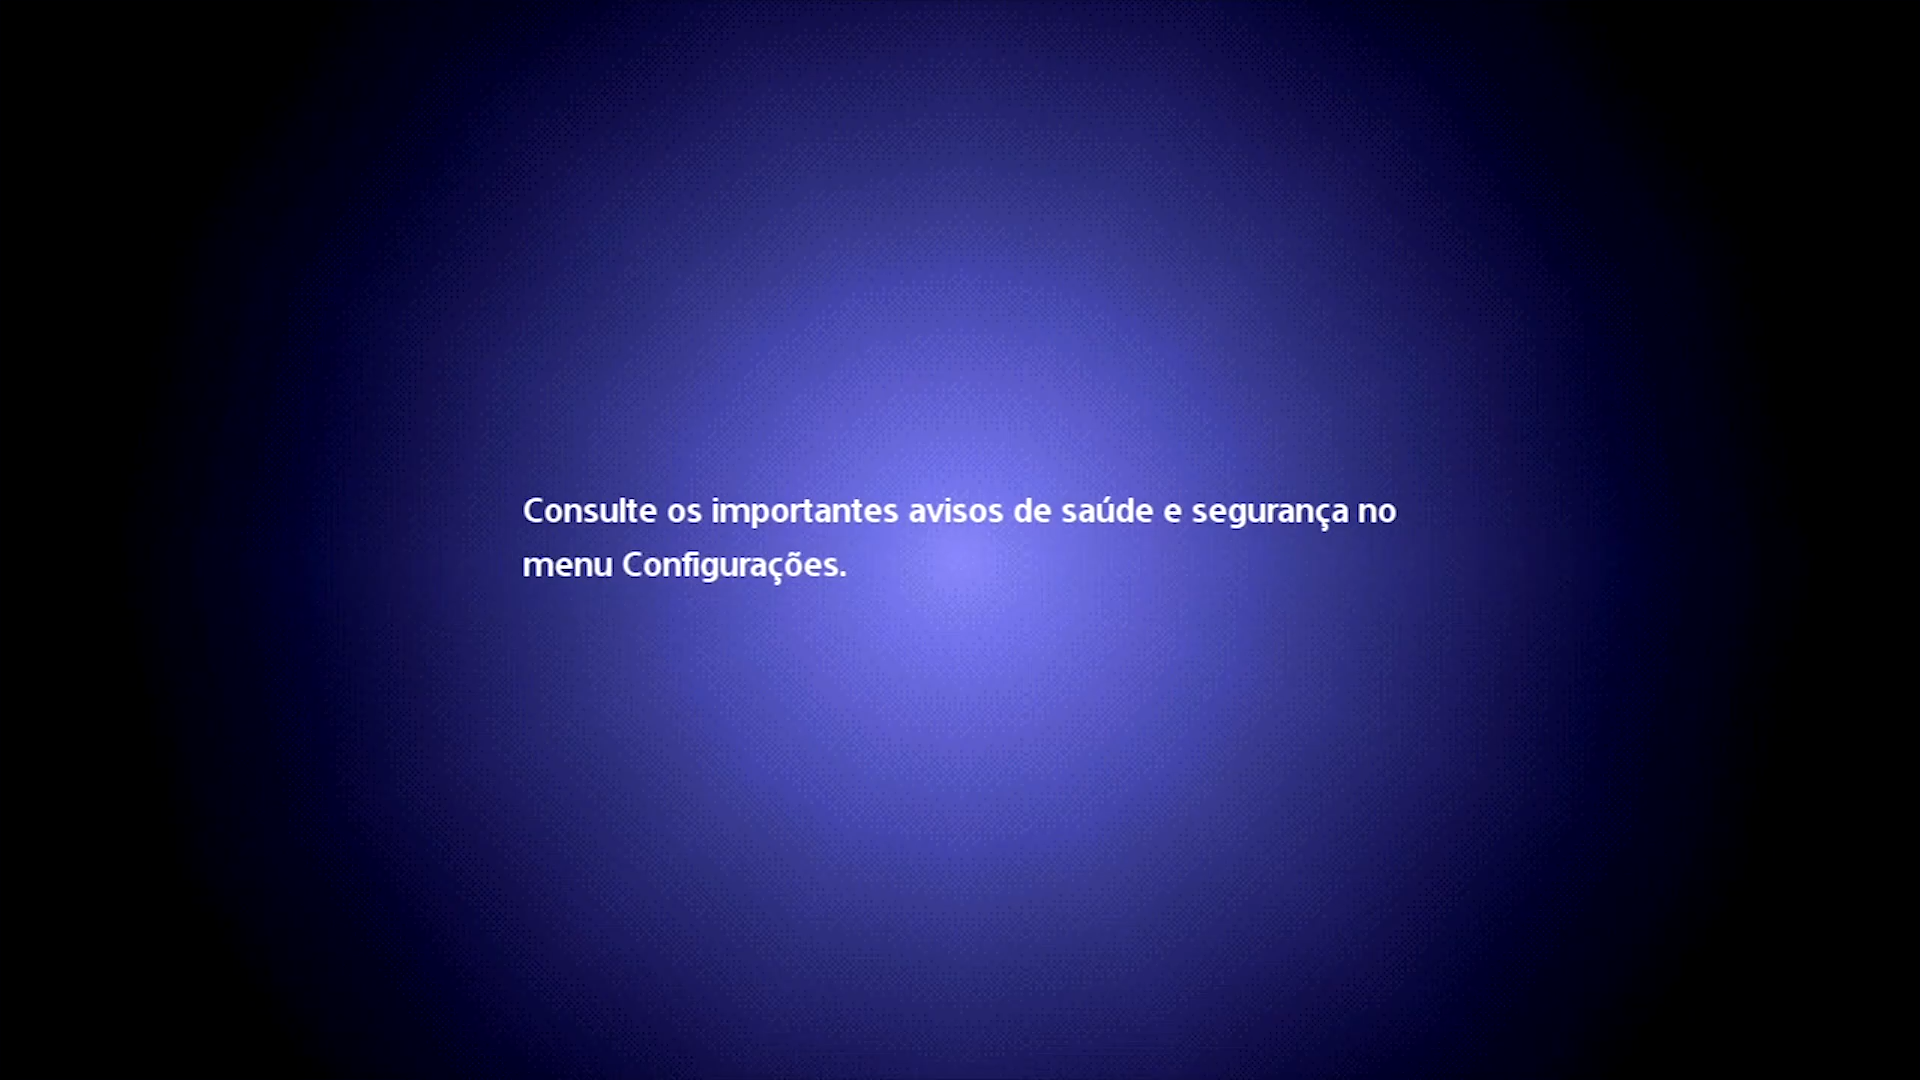 Consulte os importantes avisos de saúde e segurança no
menu Configurações.